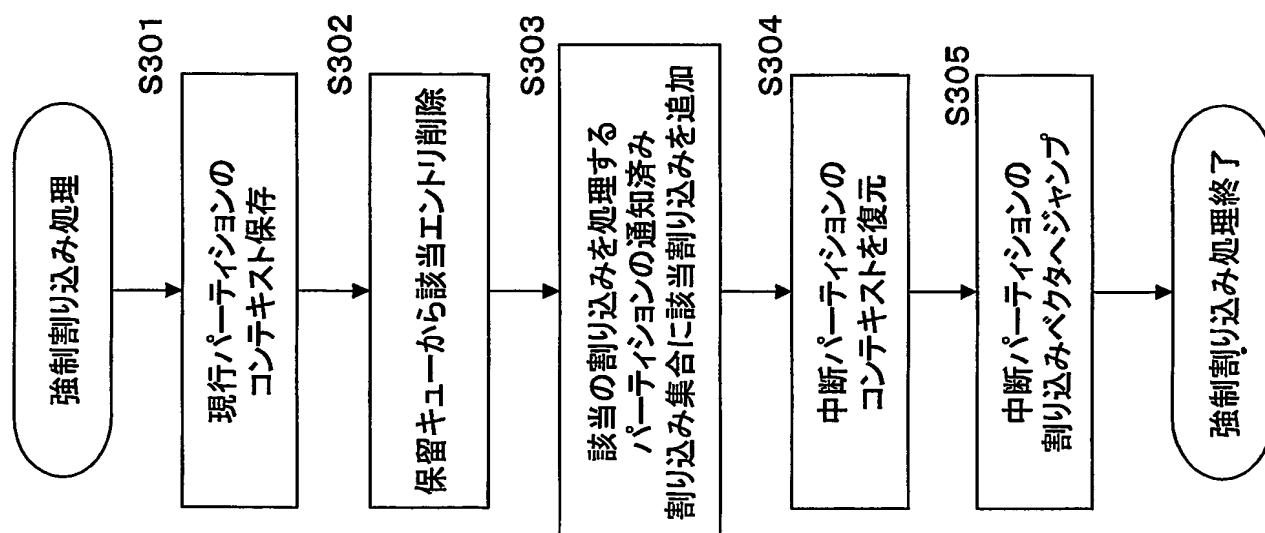 強制割り込み処理
S301
現行パーティションの
コンテキスト保存
S302
保留キューから該当エントリ削除
S303
該当の割り込みを処理する
パーティションの通知済み
割り込み集合に該当割り込みを追加
S304
中断パーティションの
コンテキストを復元
S305
中断パーティションの
割り込みベクタへジャンプ
強制割り込み処理終了